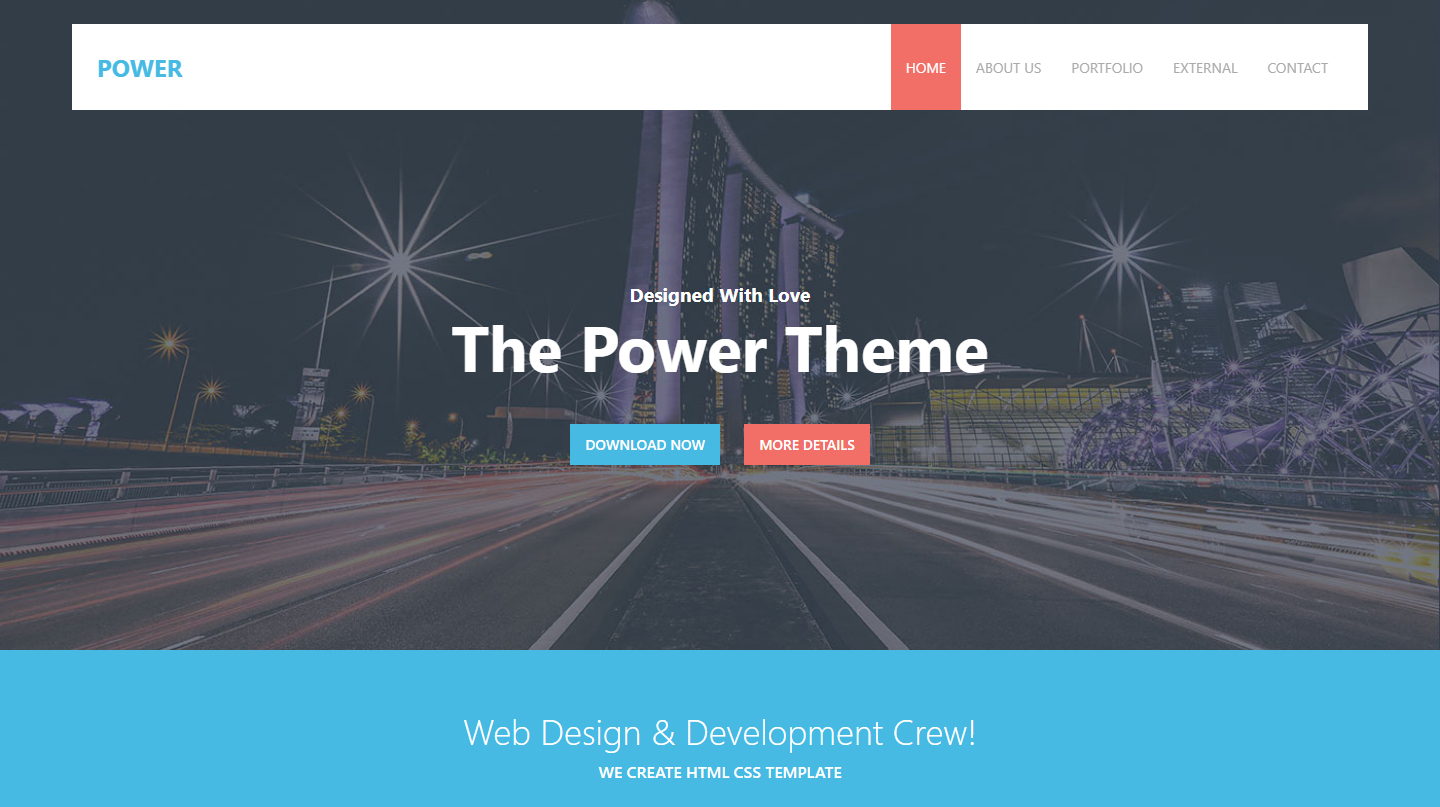 POWER
HOME ABOUT US PORTFOLIO EXTERNAL CONTACT
Designed With Love
The Power Theme
DOWNLOAD NOW MORE DETAILS
Web Design & Development Crew!
WE CREATE HTML CSS TEMPLATE